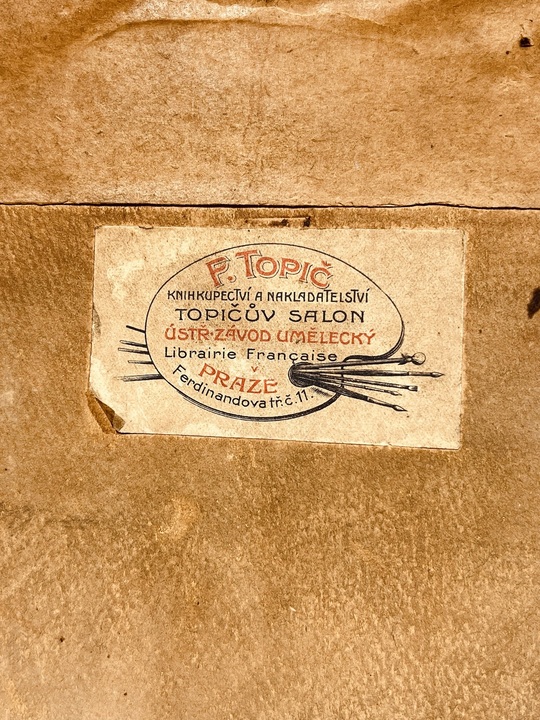 F. TOPIČ
KNIHKUPECTVÍ A NAKLADATELSTVÍ
TOPIČŮV SALON
ÚSTŘ. ZÁVOD UMĚLECKÝ
Librairie Française
V
PRAZE
Ferdinandova tř. č. 11.